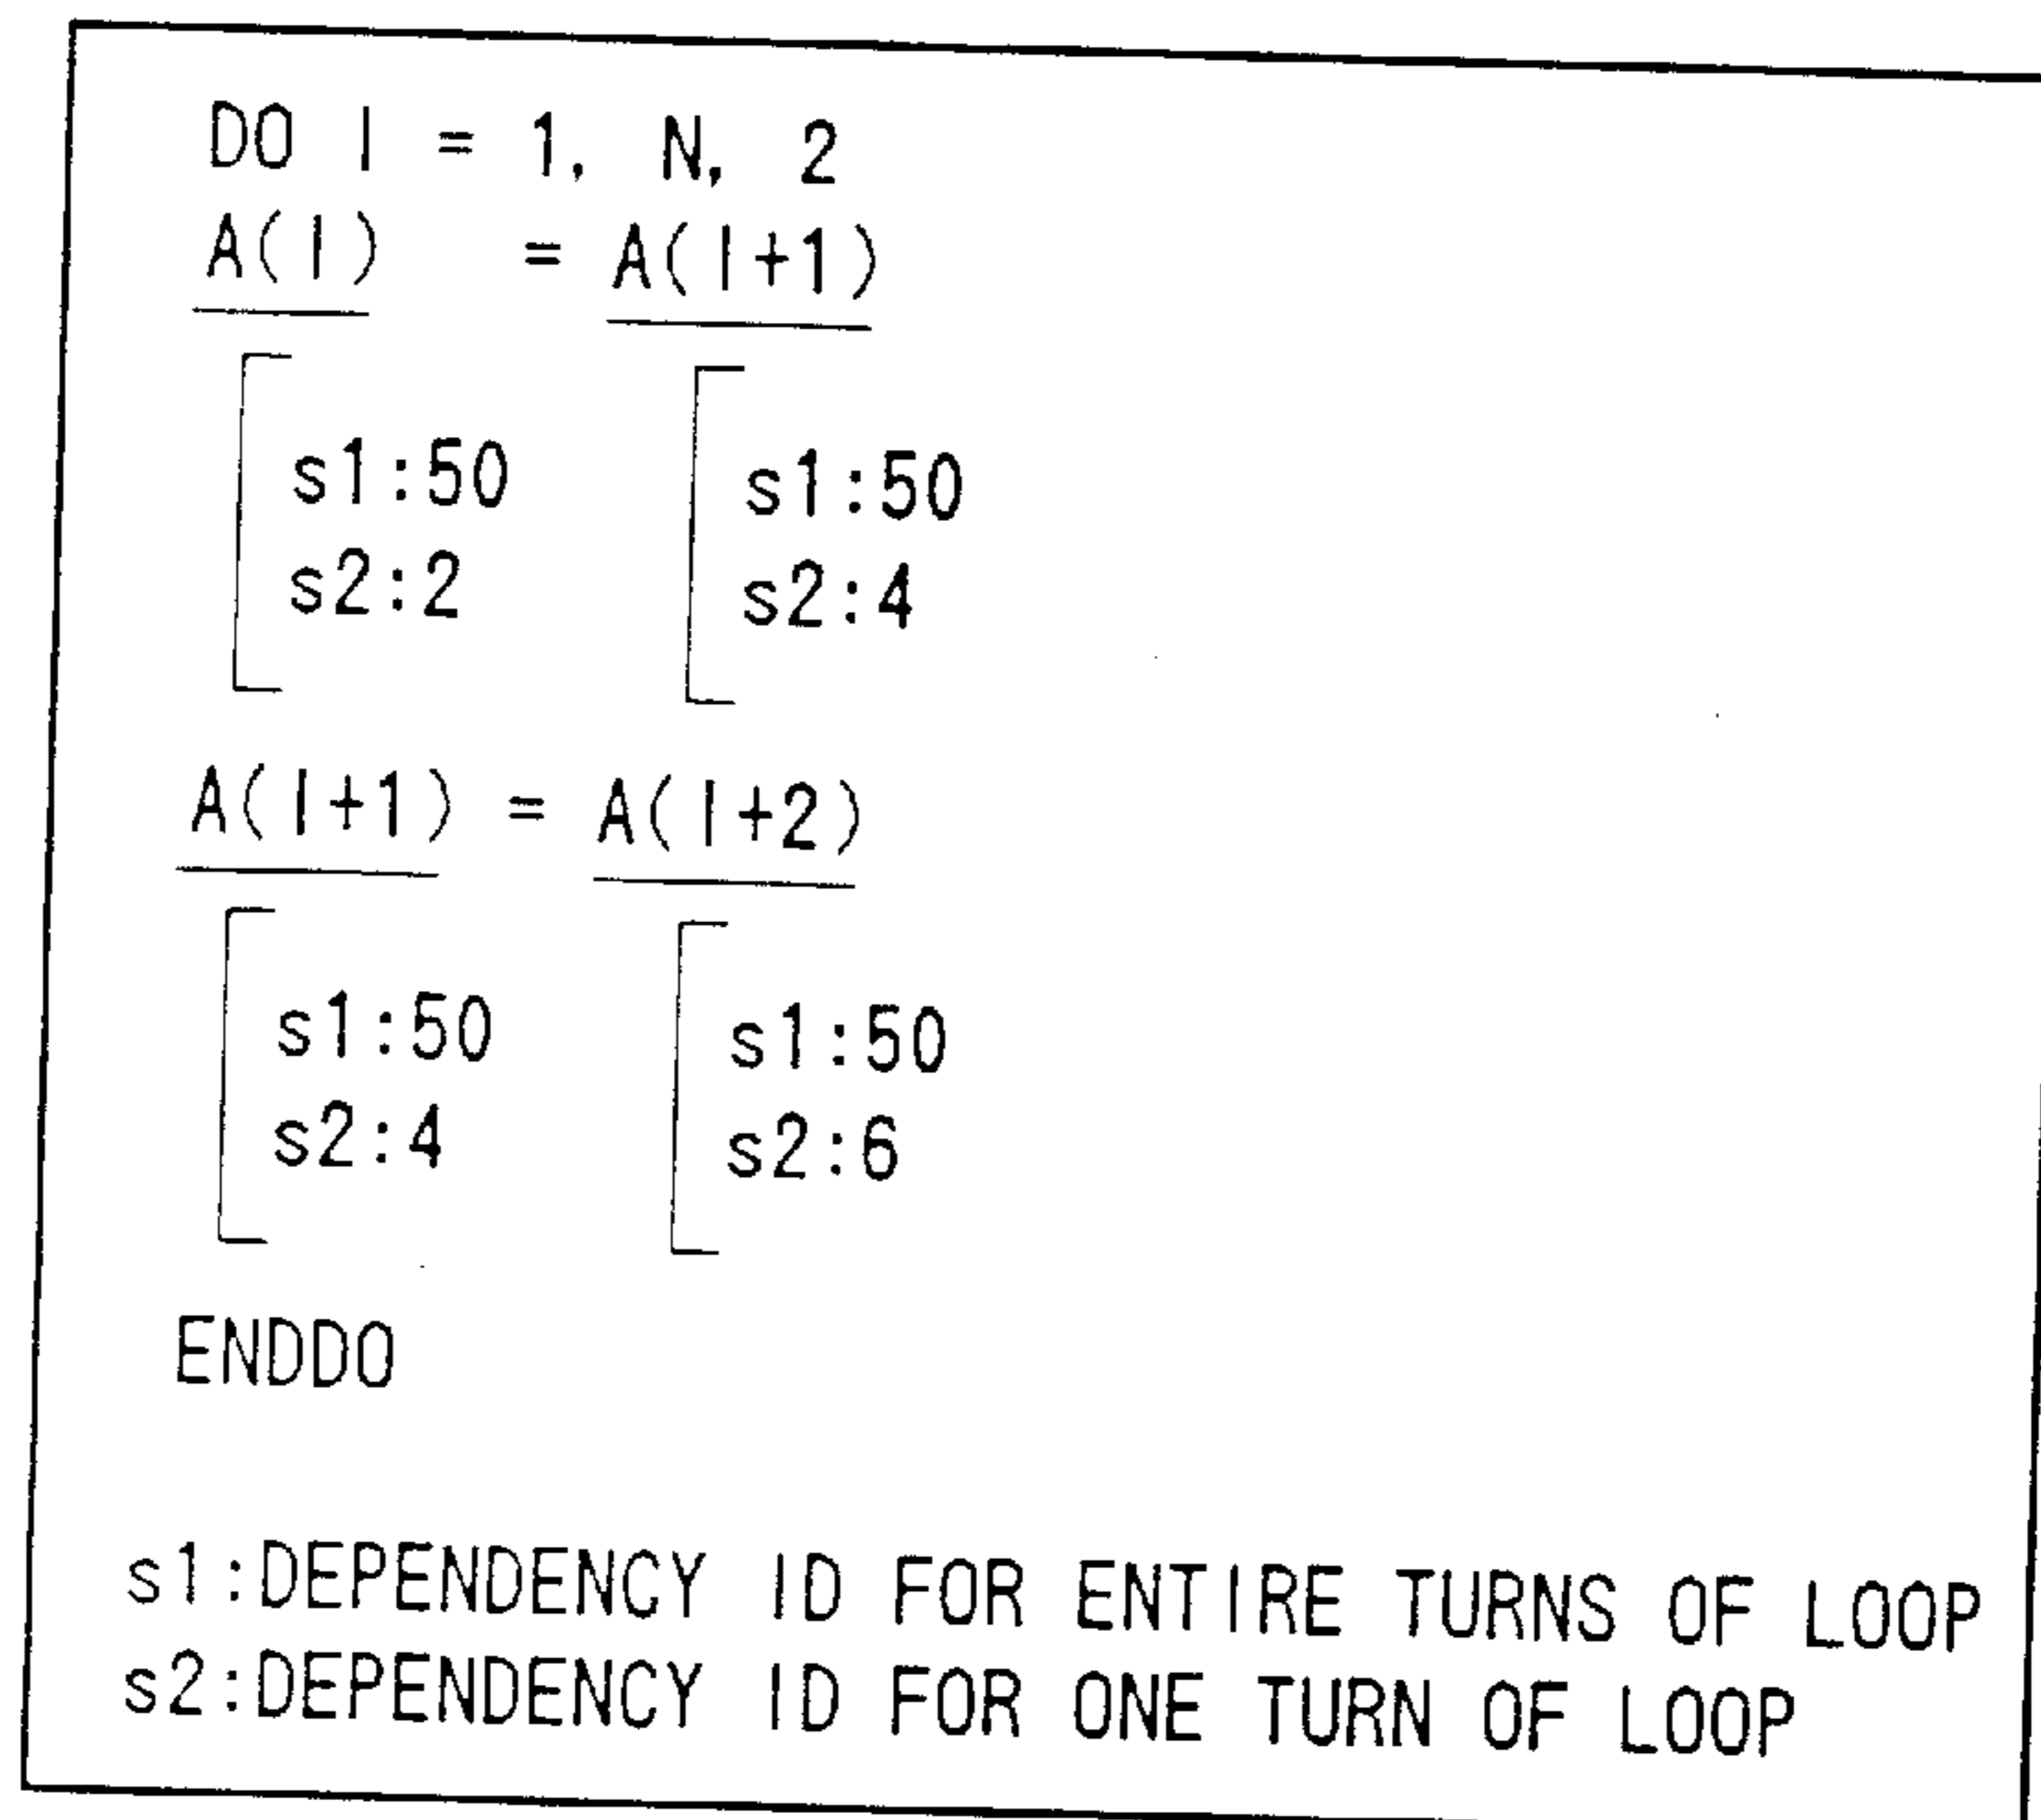 DO I = 1, N, 2
A(I) = A(I+1)
s1:50 s1:50
s2:2 s2:4
A(I+1) = A(I+2)
s1:50 s1:50
s2:4 s2:6
ENDDO
s1:DEPENDENCY ID FOR ENTIRE TURNS OF LOOP
s2:DEPENDENCY ID FOR ONE TURN OF LOOP